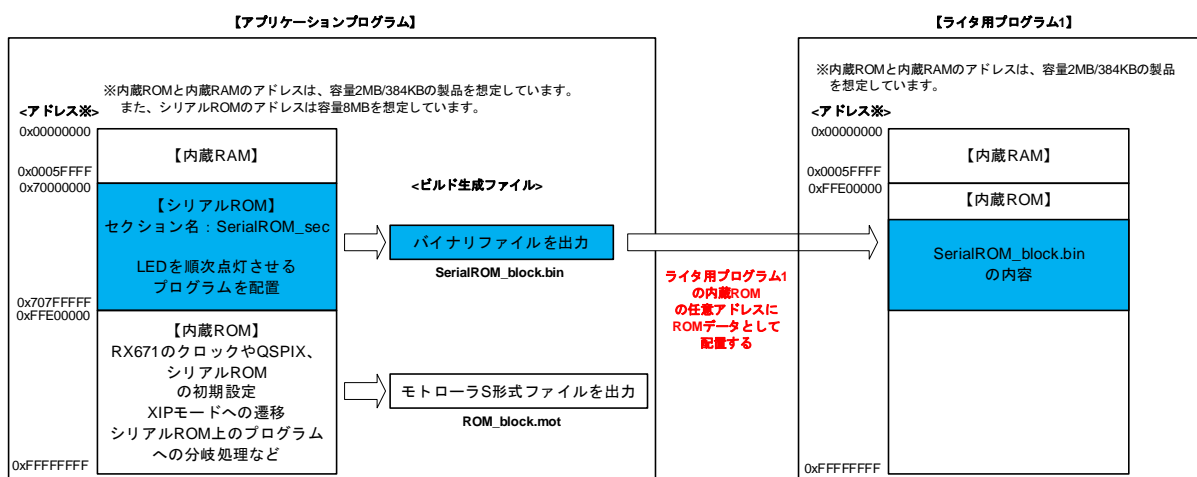 【アプリケーションプログラム】
※内蔵ROMと内蔵RAMのアドレスは、容量2MB/384KBの製品を想定しています。
また、シリアルROMのアドレスは容量8MBを想定しています。
<アドレス※>
0x00000000
【内蔵RAM】
0x0005FFFF
0x70000000
【シリアルROM】
セクション名：SerialROM_sec
LEDを順次点灯させる
プログラムを配置
0x707FFFFF
0xFFE00000
【内蔵ROM】
RX671のクロックやQSPIX、
シリアルROM
の初期設定
XIPモードへの遷移
シリアルROM上のプログラム
への分岐処理など
0xFFFFFFFF
<ビルド生成ファイル>
バイナリファイルを出力
SerialROM_block.bin
モトローラS形式ファイルを出力
ROM_block.mot
ライタ用プログラム1
の内蔵ROM
の任意アドレスに
ROMデータとして
配置する
【ライタ用プログラム1】
※内蔵ROMと内蔵RAMのアドレスは、容量2MB/384KBの製品
を想定しています。
<アドレス※>
0x00000000
【内蔵RAM】
0x0005FFFF
0xFFE00000
【内蔵ROM】
SerialROM_block.bin
の内容
0xFFFFFFFF